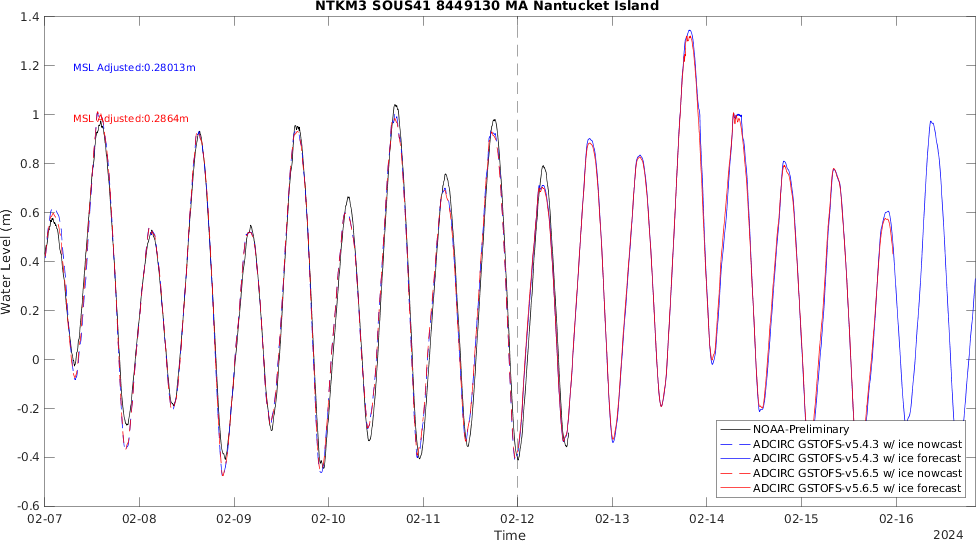 NTKM3 SOUS41 8449130 MA Nantucket Island
1.4
1.2
1
0.8
0.6
0.4
0.2
0
-0.2
-0.4
-0.6
Water Level (m)
MSL Adjusted:0.28013m
MSL Adjusted:0.2864m
NOAA-Preliminary
ADCIRC GSTOFS-v5.4.3 w/ ice nowcast
ADCIRC GSTOFS-v5.4.3 w/ ice forecast
ADCIRC GSTOFS-v5.6.5 w/ ice nowcast
ADCIRC GSTOFS-v5.6.5 w/ ice forecast
02-07 02-08 02-09 02-10 02-11 02-12 02-13 02-14 02-15 02-16
Time
2024